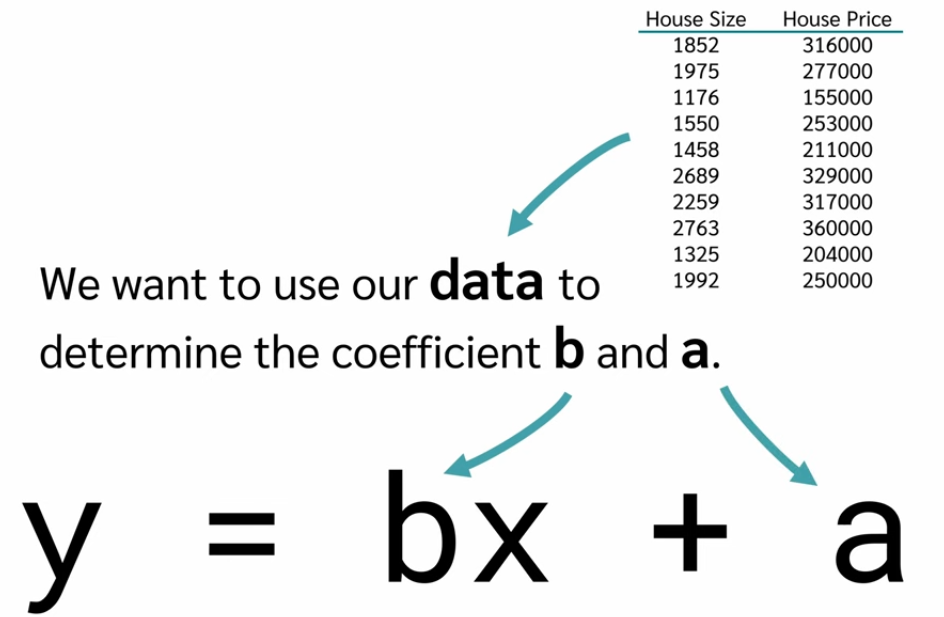 House Size House Price
1852 316000
1975 277000
1176 155000
1550 253000
1458 211000
2689 329000
2259 317000
2763 360000
1325 204000
1992 250000
We want to use our data to
determine the coefficient b and a.
y = bx + a